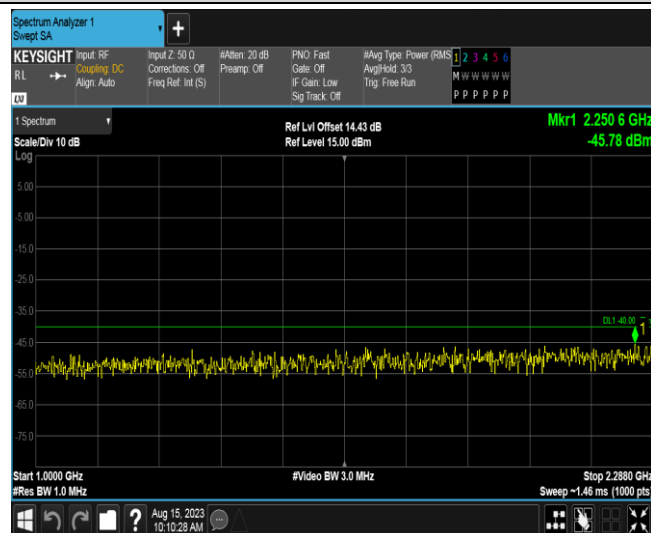 Spectrum Analyzer 1
Swept SA
+
KEYSIGHT Input: RF Input Z: 50 Ω #Atten: 20 dB PNO: Fast #Avg Type: Power (RMS 1 2 3 4 5 6
RL Coupling: DC Corrections: Off Preamp: Off Gate: Off Avg|Hold: 3/3 M W W W W W
Align: Auto Freq Ref: Int (S) IF Gain: Low Trig: Free Run
LXI Sig Track: Off P P P P P P
1 Spectrum
Ref Lvl Offset 14.43 dB Mkr1 2.250 6 GHz
Scale/Div 10 dB Ref Level 15.00 dBm -45.78 dBm
Log
5.00
-5.00
-15.0
-25.0
-35.0
DL1 -40.00
1
-45.0
-55.0
-65.0
-75.0
Start 1.0000 GHz #Video BW 3.0 MHz Stop 2.2880 GHz
#Res BW 1.0 MHz Sweep ~1.46 ms (1000 pts)
? Aug 15, 2023
10:10:28 AM